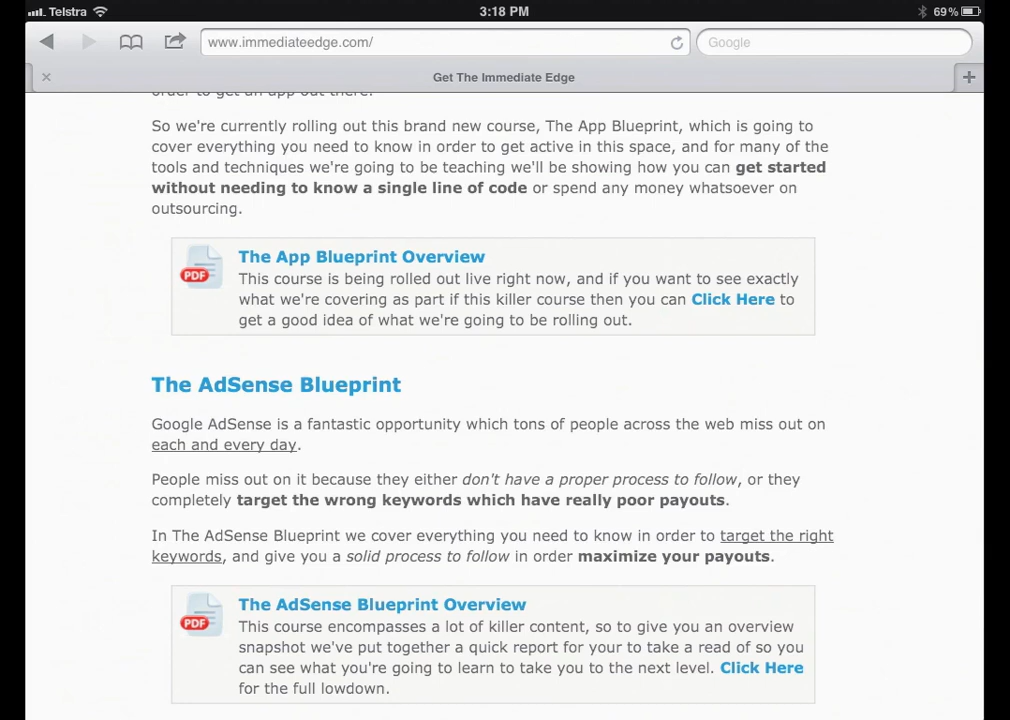 Telstra
3:18 PM
69%
www.immediateedge.com/
Google
Get The Immediate Edge
order to get an app out there.
So we're currently rolling out this brand new course, The App Blueprint, which is going to
cover everything you need to know in order to get active in this space, and for many of the
tools and techniques we're going to be teaching we'll be showing how you can get started
without needing to know a single line of code or spend any money whatsoever on
outsourcing.
PDF
The App Blueprint Overview
This course is being rolled out live right now, and if you want to see exactly
what we're covering as part if this killer course then you can Click Here to
get a good idea of what we're going to be rolling out.
The AdSense Blueprint
Google AdSense is a fantastic opportunity which tons of people across the web miss out on
each and every day.
People miss out on it because they either don't have a proper process to follow, or they
completely target the wrong keywords which have really poor payouts.
In The AdSense Blueprint we cover everything you need to know in order to target the right
keywords, and give you a solid process to follow in order maximize your payouts.
PDF
The AdSense Blueprint Overview
This course encompasses a lot of killer content, so to give you an overview
snapshot we've put together a quick report for your to take a read of so you
can see what you're going to learn to take you to the next level. Click Here
for the full lowdown.